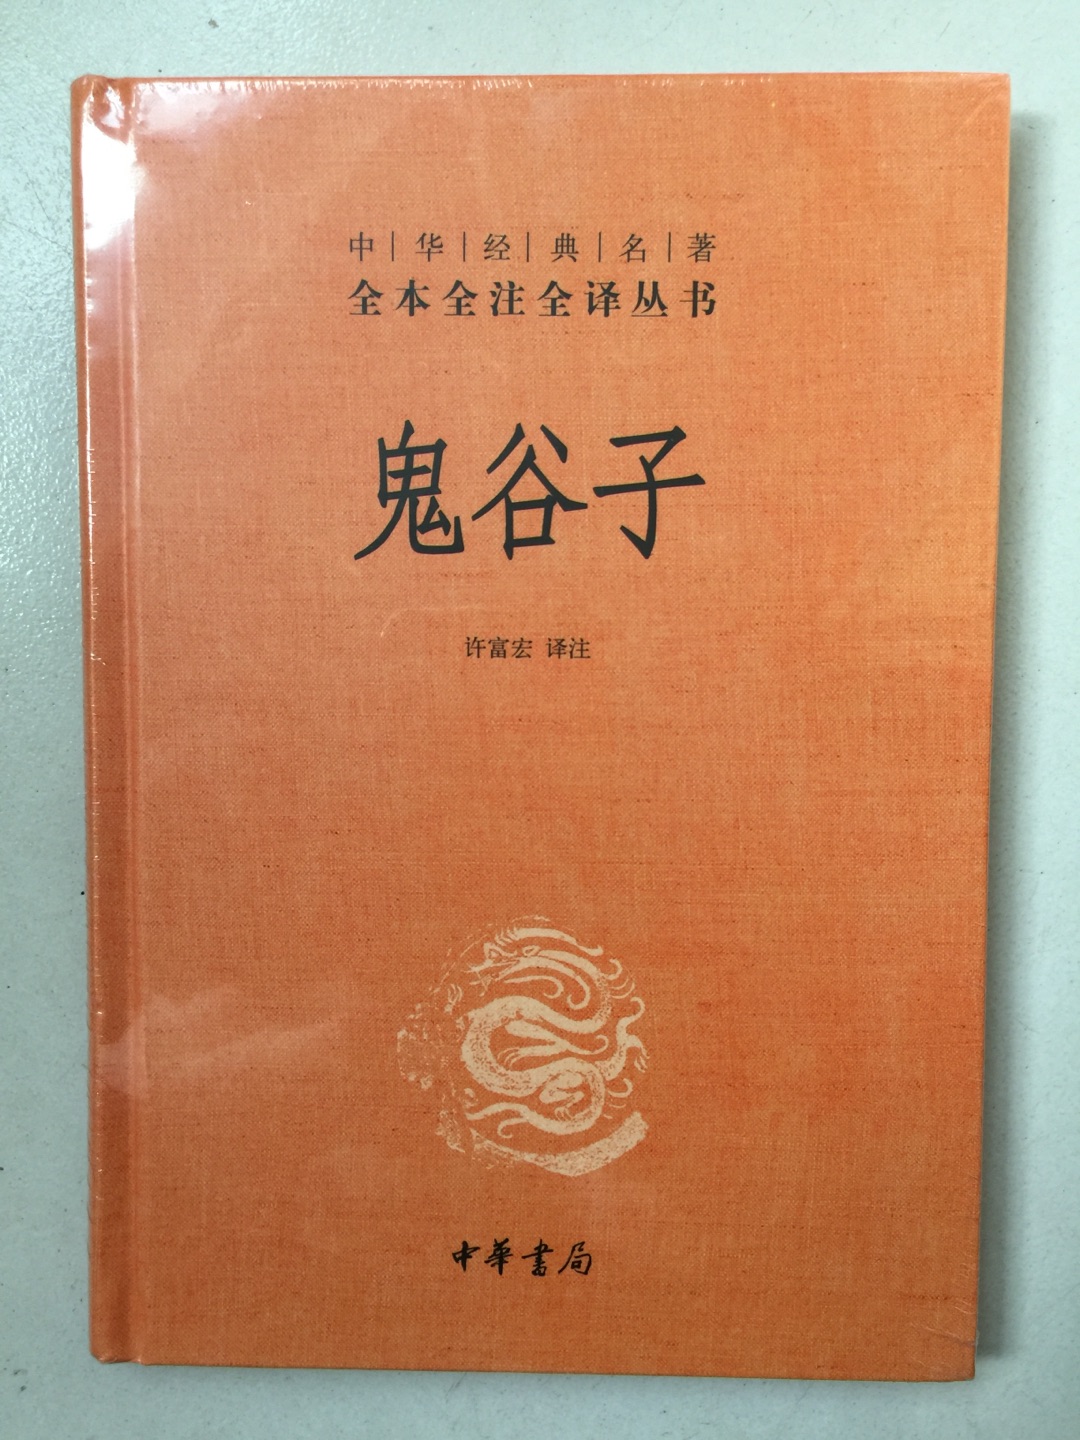 中|华|经|典|名|著
全本全注全译丛书
鬼谷子
许富宏 译注
中華書局